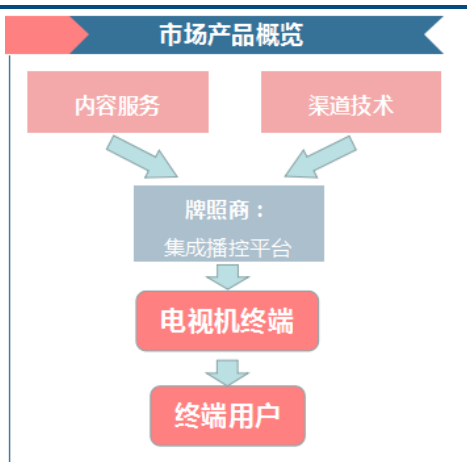 市场产品概览
内容服务
渠道技术
牌照商：
集成播控平台
电视机终端
终端用户